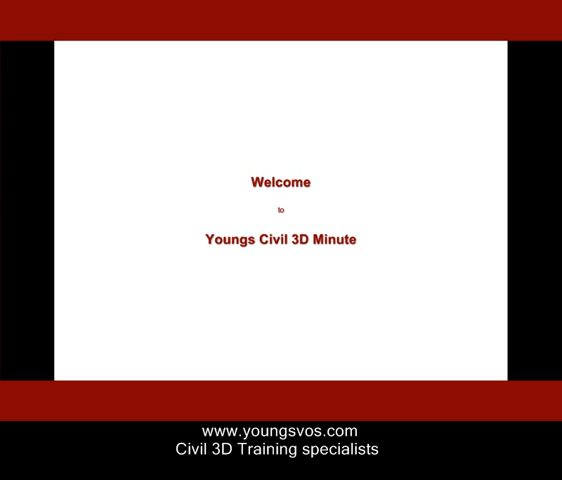 Welcome
to
Youngs Civil 3D Minute
www.youngsvos.com
Civil 3D Training specialists